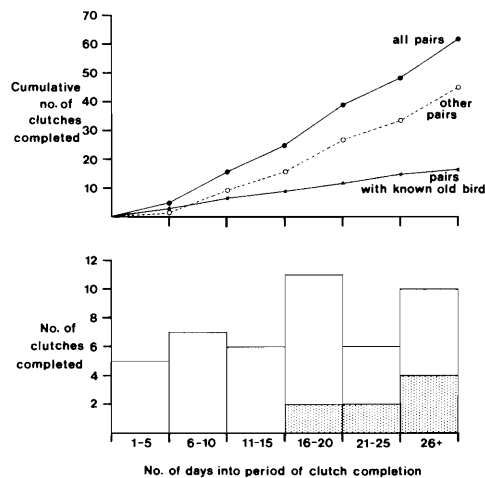 70
60
50
40
30
20
10
Cumulative
no. of
clutches
completed
all pairs
other
pairs
pairs
with known old bird
12
10
8
6
4
2
No. of
clutches
completed
1-5 6-10 11-15 16-20 21-25 26+
No. of days into period of clutch completion